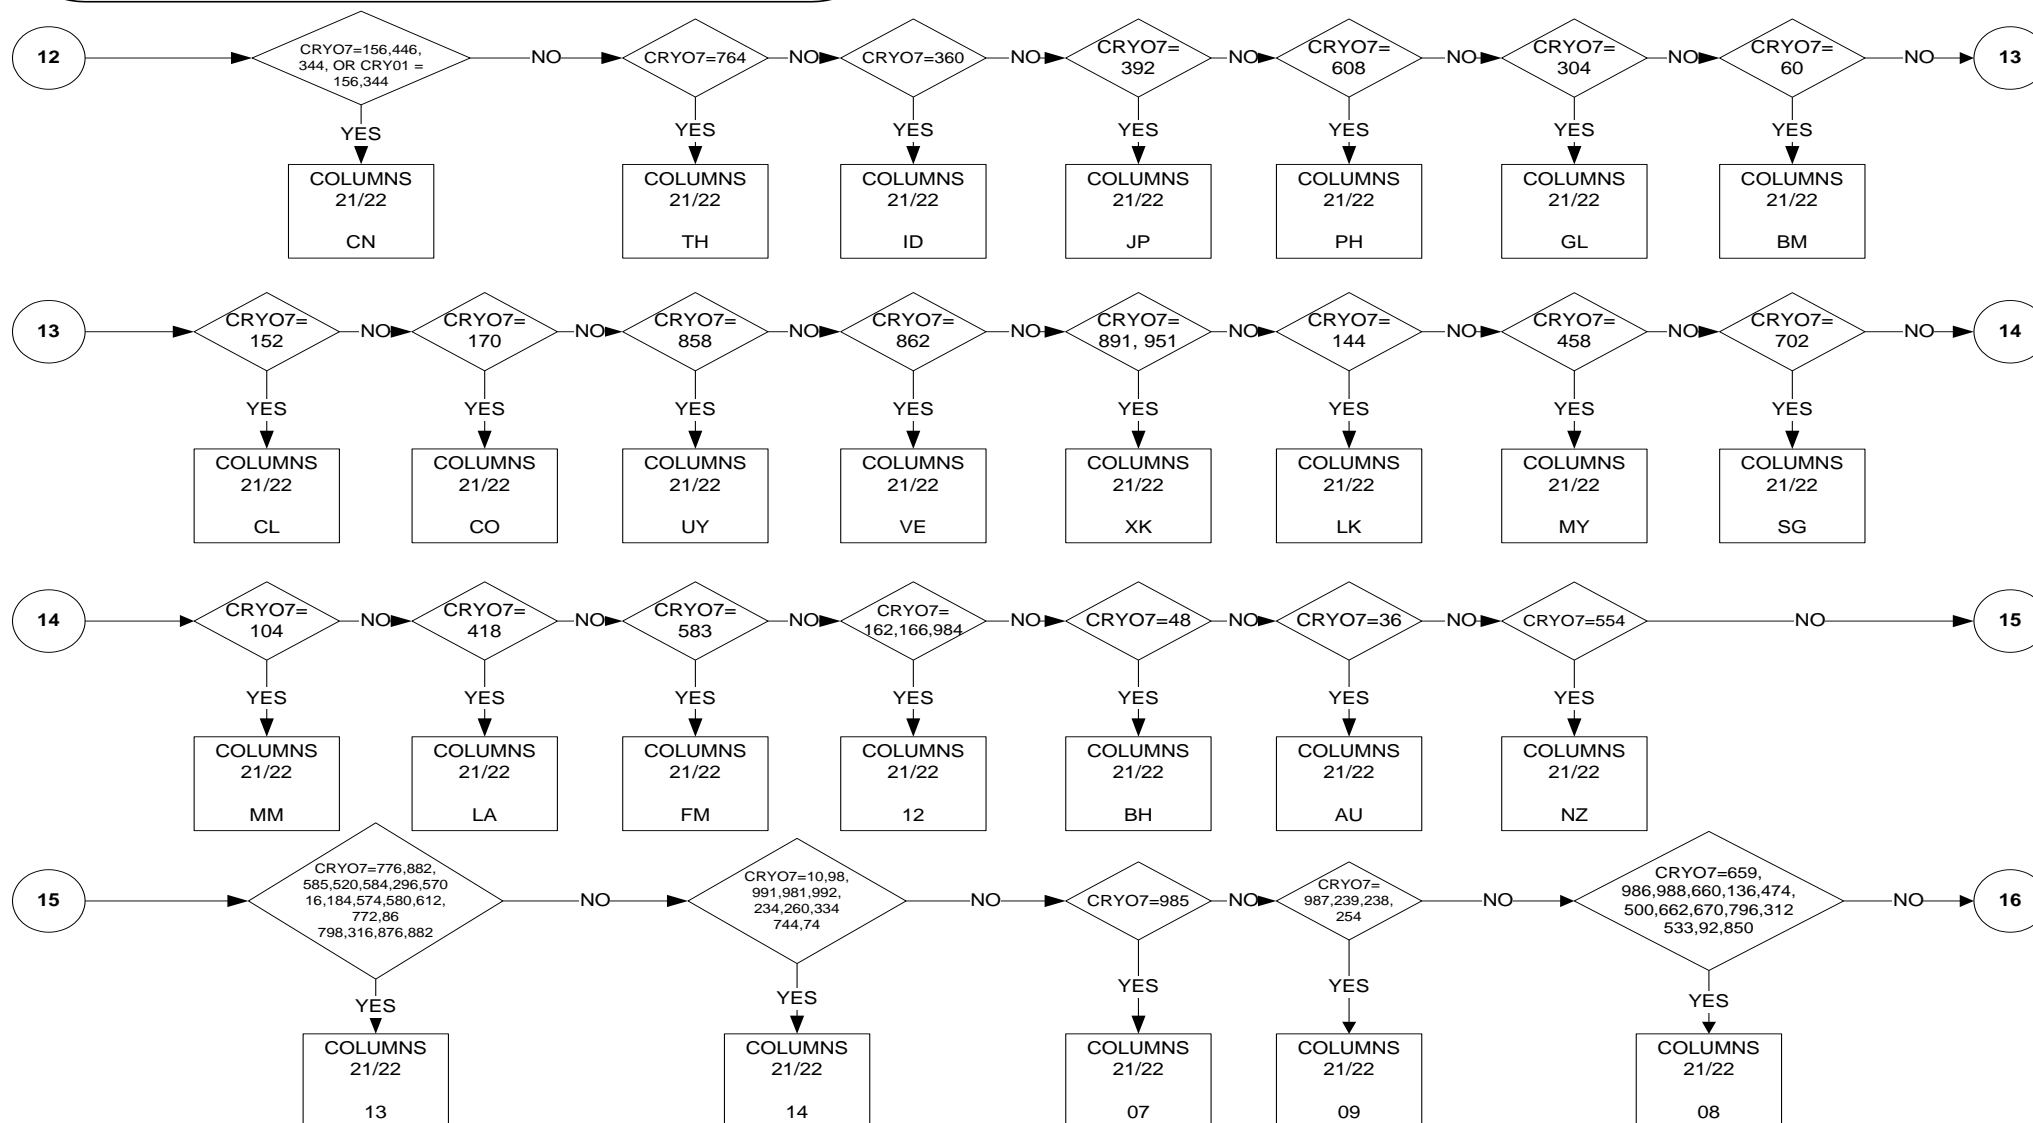 12
CRYO7=156,446,
344, OR CRY01 =
156,344
NO
CRYO7=764
NO
CRYO7=360
NO
CRYO7=
392
NO
CRYO7=
608
NO
CRYO7=
304
NO
CRYO7=
60
NO
13
YES
YES
YES
YES
YES
YES
YES
COLUMNS
21/22
CN
COLUMNS
21/22
TH
COLUMNS
21/22
ID
COLUMNS
21/22
JP
COLUMNS
21/22
PH
COLUMNS
21/22
GL
COLUMNS
21/22
BM
13
CRYO7=
152
NO
CRYO7=
170
NO
CRYO7=
858
NO
CRYO7=
862
NO
CRYO7=
891, 951
NO
CRYO7=
144
NO
CRYO7=
458
NO
CRYO7=
702
NO
14
YES
YES
YES
YES
YES
YES
YES
YES
COLUMNS
21/22
CL
COLUMNS
21/22
CO
COLUMNS
21/22
UY
COLUMNS
21/22
VE
COLUMNS
21/22
XK
COLUMNS
21/22
LK
COLUMNS
21/22
MY
COLUMNS
21/22
SG
14
CRYO7=
104
NO
CRYO7=
418
NO
CRYO7=
583
NO
CRYO7=
162,166,984
NO
CRYO7=48
NO
CRYO7=36
NO
CRYO7=554
NO
15
YES
YES
YES
YES
YES
YES
YES
COLUMNS
21/22
MM
COLUMNS
21/22
LA
COLUMNS
21/22
FM
COLUMNS
21/22
12
COLUMNS
21/22
BH
COLUMNS
21/22
AU
COLUMNS
21/22
NZ
15
CRYO7=776,882,
585,520,584,296,570
16,184,574,580,612,
772,86
798,316,876,882
NO
CRYO7=10,98,
991,981,992,
234,260,334
744,74
NO
CRYO7=985
NO
CRYO7=
987,239,238,
254
NO
CRYO7=659,
986,988,660,136,474,
500,662,670,796,312
533,92,850
NO
16
YES
YES
YES
YES
YES
COLUMNS
21/22
13
COLUMNS
21/22
14
COLUMNS
21/22
07
COLUMNS
21/22
09
COLUMNS
21/22
08